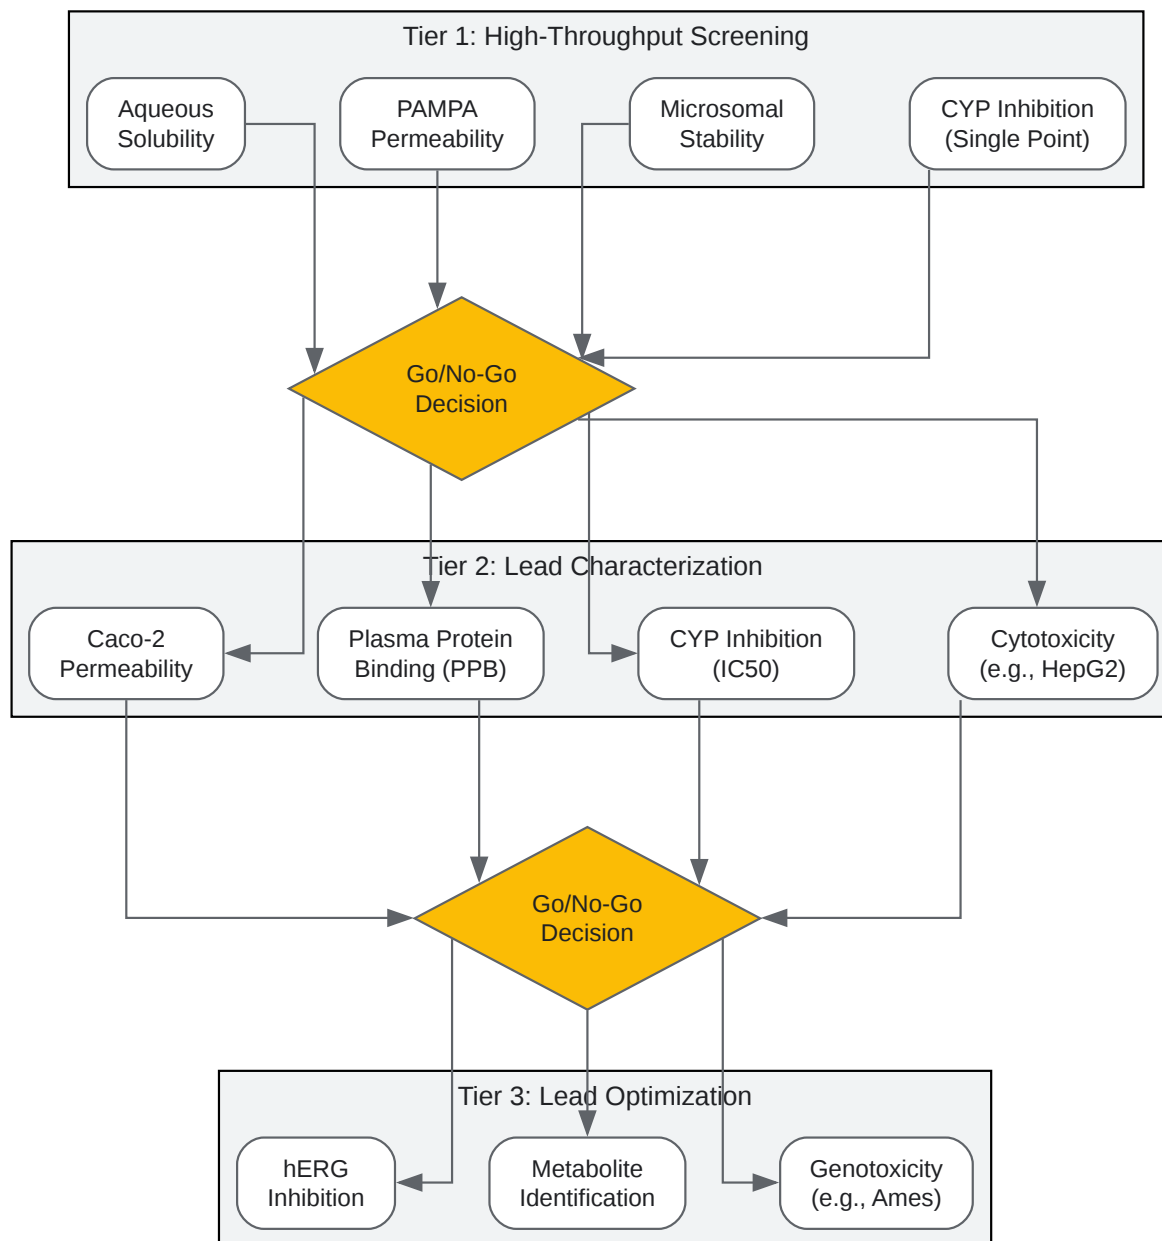 Tier 1: High-Throughput Screening
Aqueous
Solubility
PAMPA
Permeability
Microsomal
Stability
CYP Inhibition
(Single Point)
Go/No-Go
Decision
Tier 2: Lead Characterization
Caco-2
Permeability
Plasma Protein
Binding (PPB)
CYP Inhibition
(IC50)
Cytotoxicity
(e.g., HepG2)
Go/No-Go
Decision
Tier 3: Lead Optimization
hERG
Inhibition
Metabolite
Identification
Genotoxicity
(e.g., Ames)